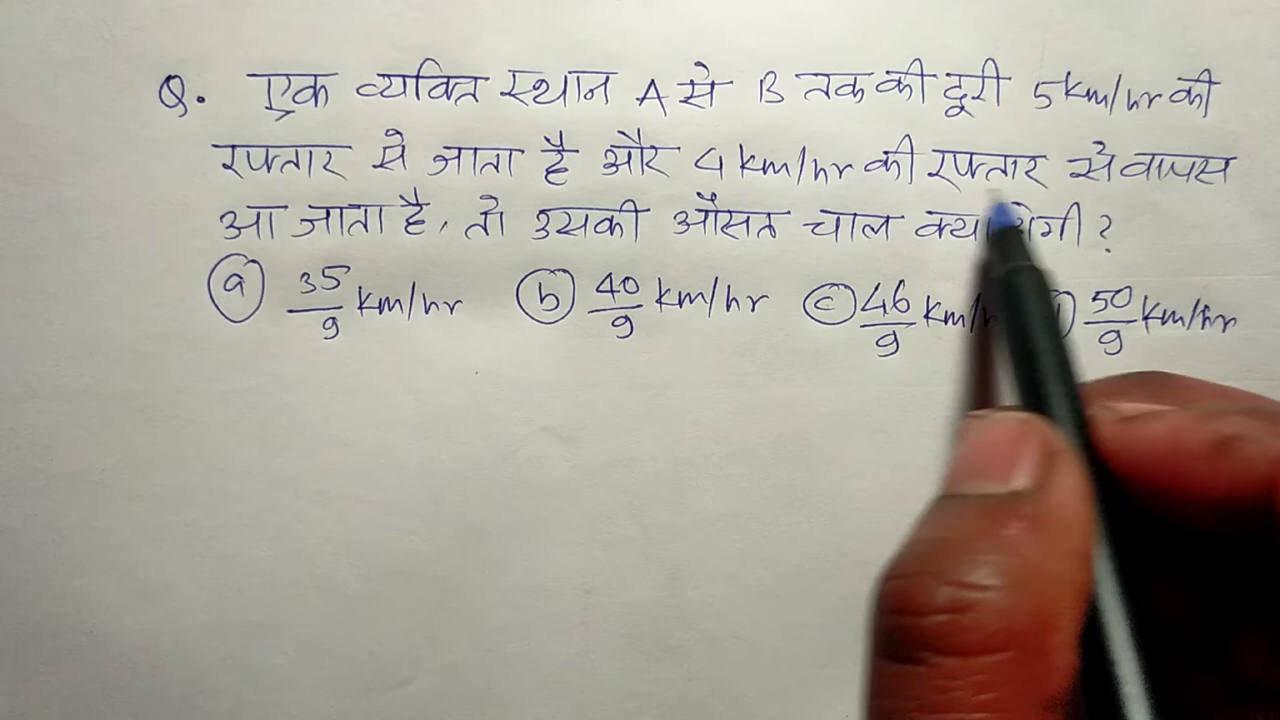 Q. एक व्यक्ति स्थान A से B तक की दूरी 5km/hr की
रफ्तार से जाता है और 4 km/hr की रफ्तार से वापस
आ जाता है, तो उसकी औसत चाल क्या ?
(a) 35/9 km/hr (b) 40/9 km/hr (c) 46/9 km/ 50/9 km/hr